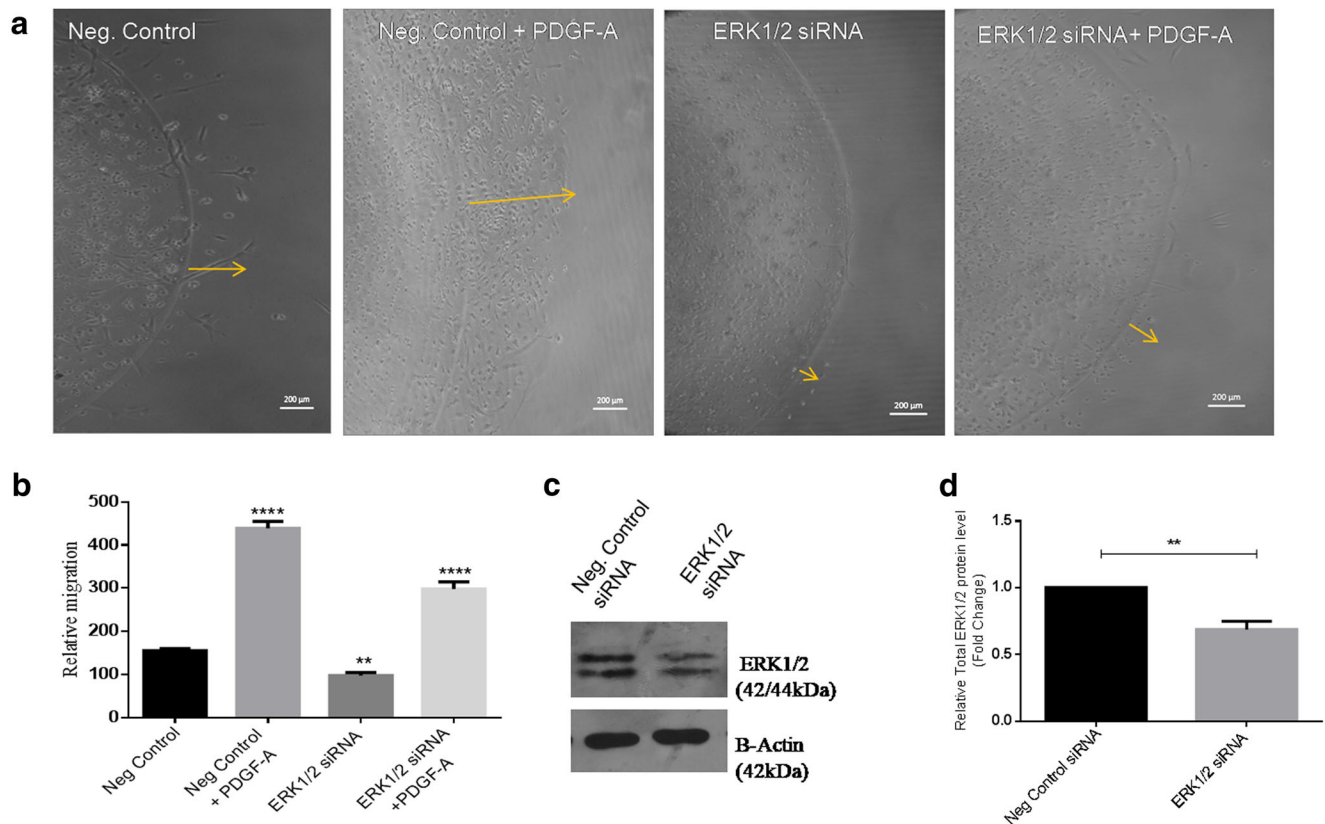 a
Neg. Control
Neg. Control + PDGF-A
ERK1/2 siRNA
ERK1/2 siRNA+ PDGF-A
200 µm
200 µm
200 µm
200 µm
b
Relative migration
500
400
300
200
100
0
****
**
****
Neg Control
Neg Control
+ PDGF-A
ERK1/2 siRNA
ERK1/2 siRNA
+PDGF-A
c
Neg. Control
siRNA
ERK1/2
siRNA
ERK1/2
(42/44kDa)
B-Actin
(42kDa)
d
Relative Total ERK1/2 protein level
(Fold Change)
1.5
1.0
0.5
0.0
**
Neg Control siRNA
ERK1/2 siRNA